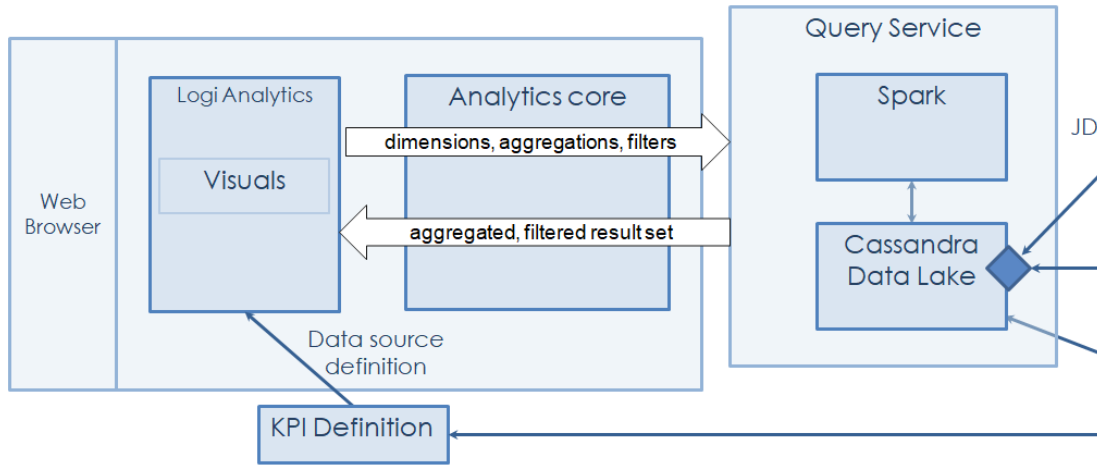 Query Service
Logi Analytics
Analytics core
Spark
dimensions, aggregations, filters
JD
Visuals
Web
Browser
aggregated, filtered result set
Cassandra
Data Lake
Data source
definition
KPI Definition